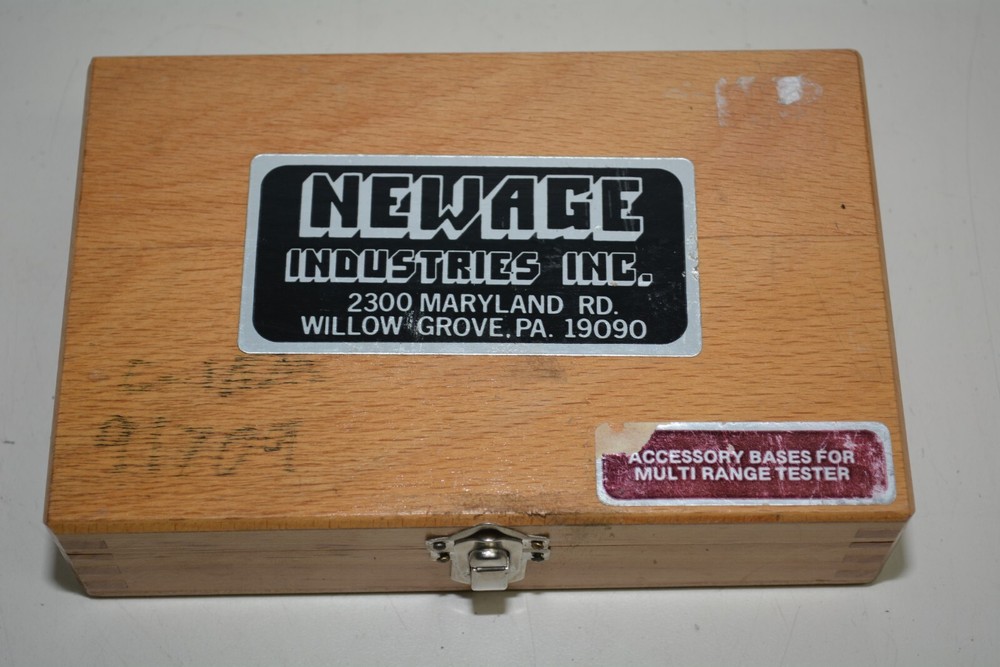 NEWAGE
INDUSTRIES INC.
2300 MARYLAND RD.
WILLOW GROVE, PA. 19090
ACCESSORY BASES FOR
MULTI RANGE TESTER